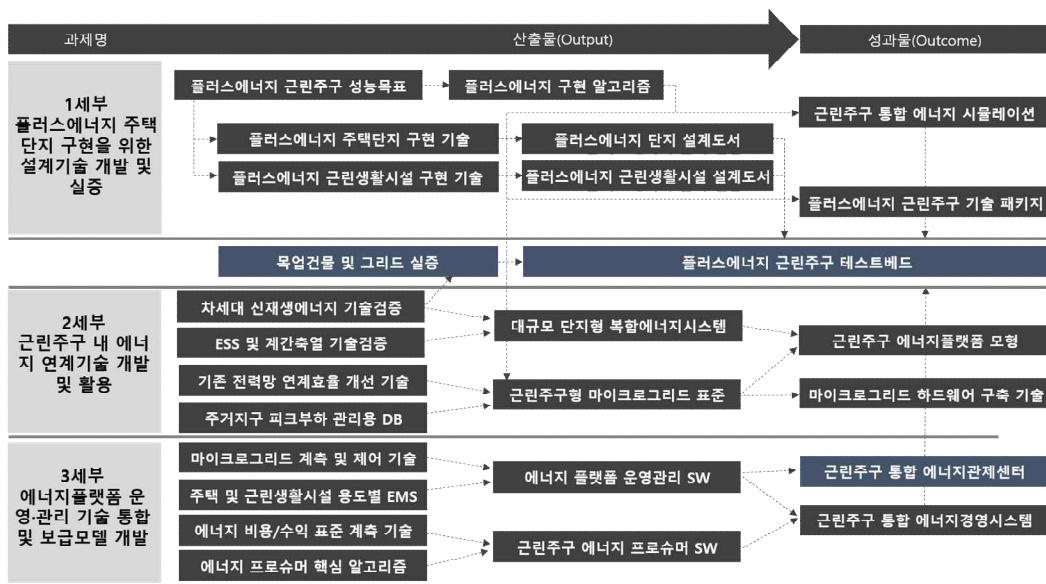 과제명
산출물(Output)
성과물(Outcome)
1세부
플러스에너지 주택
단지 구현을 위한
설계기술 개발 및
실증
플러스에너지 근린주구 성능목표
플러스에너지 구현 알고리즘
근린주구 통합 에너지 시뮬레이션
플러스에너지 주택단지 구현 기술
플러스에너지 단지 설계도서
플러스에너지 근린생활시설 구현 기술
플러스에너지 근린생활시설 설계도서
플러스에너지 근린주구 기술 패키지
목업건물 및 그리드 실증
플러스에너지 근린주구 테스트베드
2세부
근린주구 내 에너
지 연계기술 개발
및 활용
차세대 신재생에너지 기술검증
대규모 단지형 복합에너지시스템
ESS 및 계간축열 기술검증
근린주구 에너지플랫폼 모형
기존 전력망 연계효율 개선 기술
근린주구형 마이크로그리드 표준
마이크로그리드 하드웨어 구축 기술
주거지구 피크부하 관리용 DB
3세부
에너지플랫폼 운
영·관리 기술 통합
및 보급모델 개발
마이크로그리드 계측 및 제어 기술
에너지 플랫폼 운영관리 SW
근린주구 통합 에너지관제센터
주택 및 근린생활시설 용도별 EMS
에너지 비용/수익 표준 계측 기술
근린주구 에너지 프로슈머 SW
근린주구 통합 에너지경영시스템
에너지 프로슈머 핵심 알고리즘